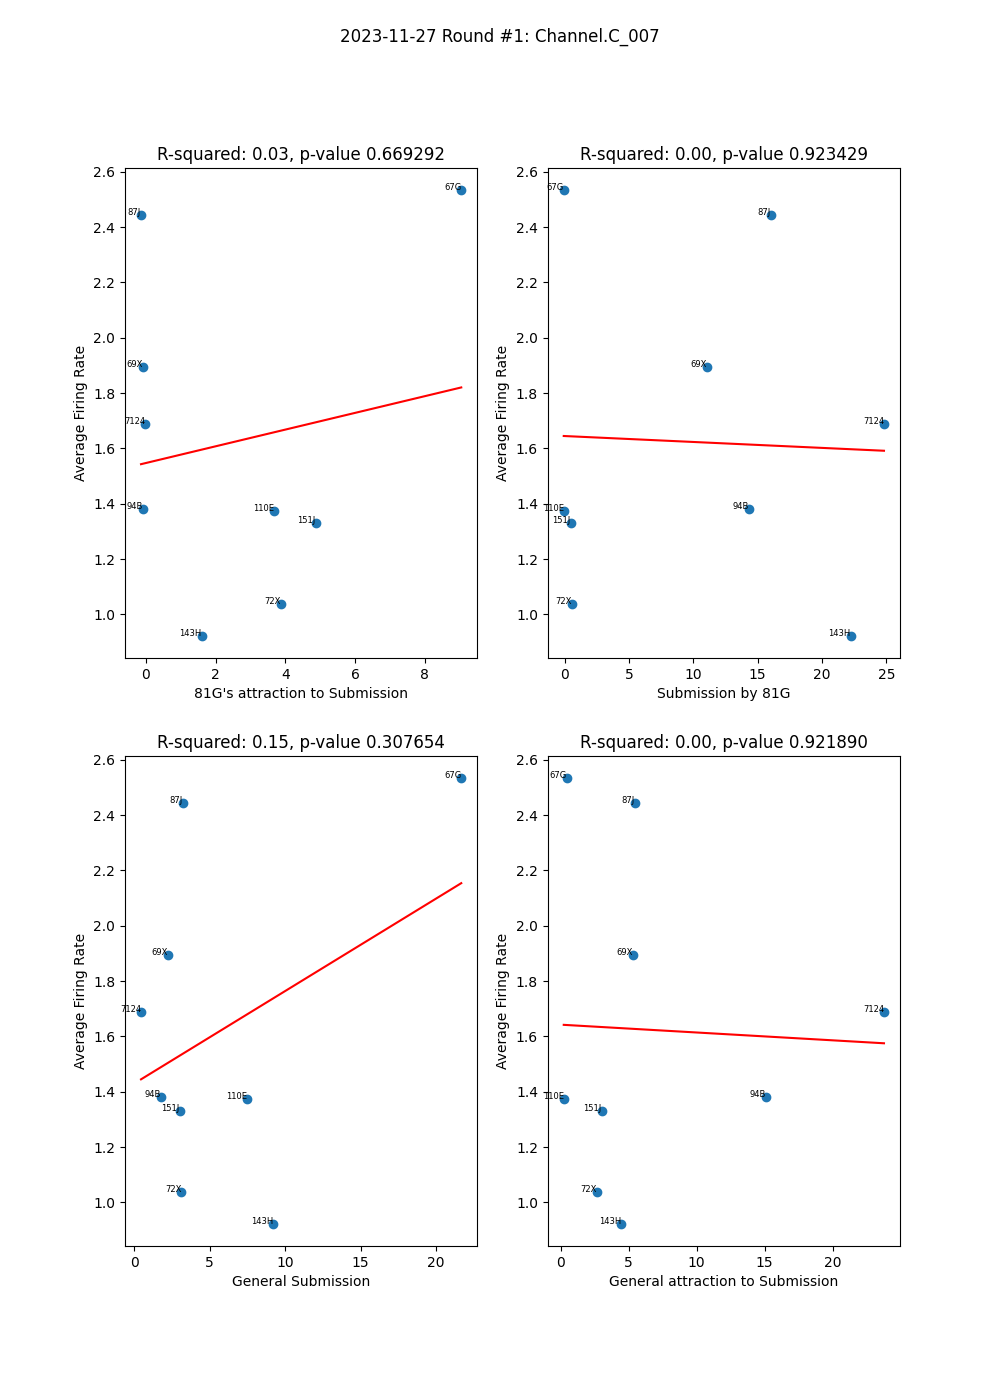 2023-11-27 Round #1: Channel.C_007
R-squared: 0.03, p-value 0.669292
2.6
2.4
2.2
2.0
1.8
1.6
1.4
1.2
1.0
Average Firing Rate
67G
87J
69X
7124
94B
110E
151J
72X
143H
0 2 4 6 8
81G's attraction to Submission
R-squared: 0.00, p-value 0.923429
2.6
2.4
2.2
2.0
1.8
1.6
1.4
1.2
1.0
Average Firing Rate
67G
87J
69X
7124
94B
110E
151J
72X
143H
0 5 10 15 20 25
Submission by 81G
R-squared: 0.15, p-value 0.307654
2.6
2.4
2.2
2.0
1.8
1.6
1.4
1.2
1.0
Average Firing Rate
67G
87J
69X
7124
94B
110E
151J
72X
143H
0 5 10 15 20
General Submission
R-squared: 0.00, p-value 0.921890
2.6
2.4
2.2
2.0
1.8
1.6
1.4
1.2
1.0
Average Firing Rate
67G
87J
69X
7124
94B
110E
151J
72X
143H
0 5 10 15 20
General attraction to Submission